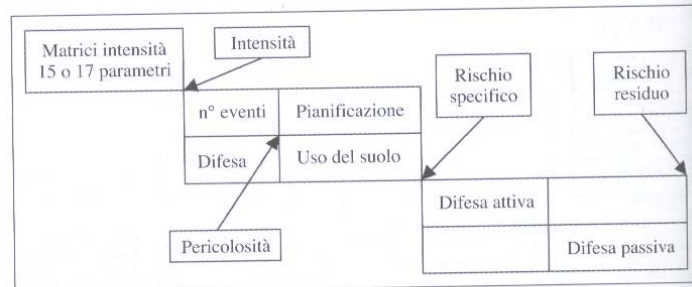 Matrici intensità
15 o 17 parametri
Intensità
Rischio
specifico
Rischio
residuo
n° eventi
Pianificazione
Difesa
Uso del suolo
Difesa attiva
Pericolosità
Difesa passiva